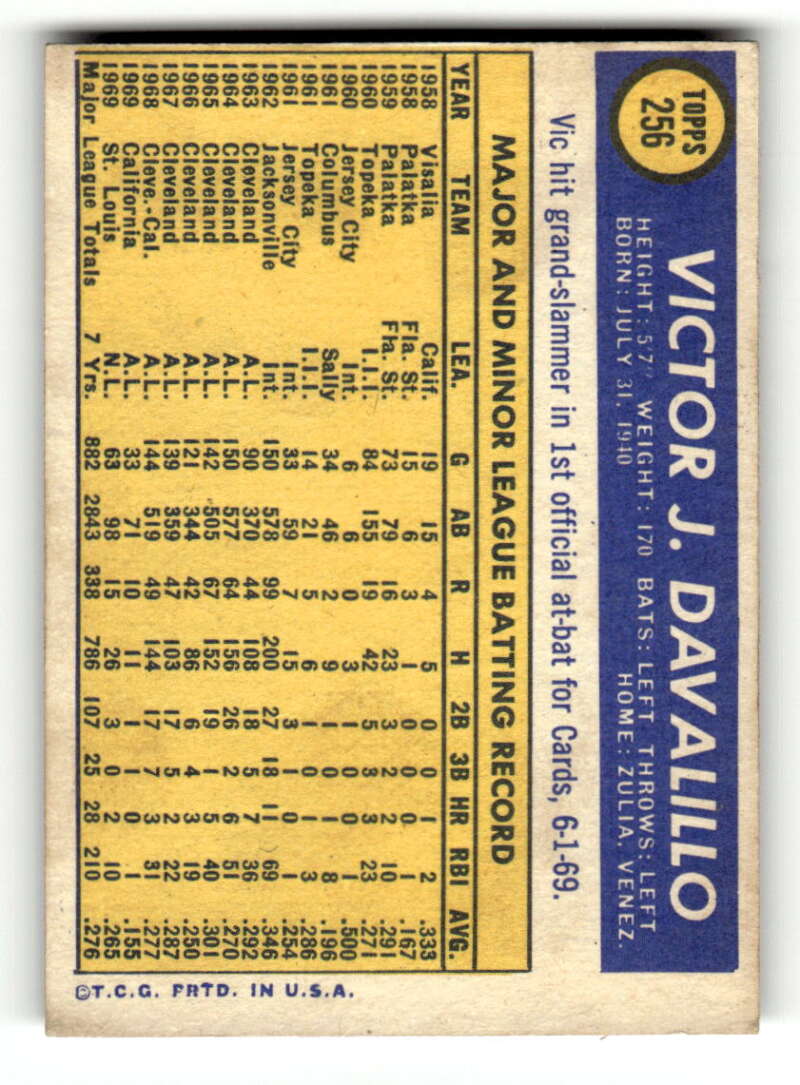 TOPPS
256
VICTOR J. DAVALILLO
HEIGHT: 5'7" WEIGHT: 170 BATS: LEFT THROWS: LEFT
BORN: JULY 31, 1940 HOME: ZULIA, VENEZ.
Vic hit grand-slammer in 1st official at-bat for Cards, 6-1-69.
MAJOR AND MINOR LEAGUE BATTING RECORD
YEAR TEAM LEA. G AB R H 2B 3B HR RBI AVG.
1958 Visalia Calif. 19 15 4 5 0 0 1 2 .333
1958 Palatka Fla. St. 15 6 3 1 0 0 0 1 .167
1959 Palatka Fla. St. 73 79 16 23 0 2 2 10 .291
1960 Topeka I.I.I. 84 155 19 42 5 3 3 23 .271
1960 Jersey City Int. 6 6 0 3 0 0 0 1 .500
1961 Columbus Sally 34 46 2 9 1 0 0 8 .196
1961 Topeka I.I.I. 14 21 5 6 1 1 0 3 .286
1961 Jersey City Int. 33 59 7 15 3 1 0 3 .254
1962 Jacksonville Int. 150 578 99 200 27 18 11 69 .346
1963 Cleveland A.L. 90 370 44 108 18 5 7 36 .292
1964 Cleveland A.L. 150 577 64 156 26 2 6 51 .270
1965 Cleveland A.L. 142 505 67 152 19 1 5 40 .301
1966 Cleveland A.L. 121 344 42 86 6 4 3 19 .250
1967 Cleveland A.L. 139 359 47 103 17 5 2 22 .287
1968 Cleve.-Cal. A.L. 144 519 49 144 17 7 3 31 .277
1969 California A.L. 33 71 10 11 1 1 0 1 .155
1969 St. Louis N.L. 63 98 15 26 3 0 2 10 .265
Major League Totals 7 Yrs. 882 2843 338 786 107 25 28 210 .276
©T.C.G. PRTD. IN U.S.A.